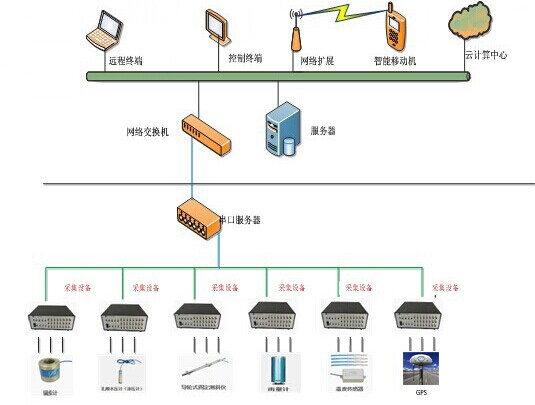 远程终端
控制终端
网络扩展
智能移动机
云计算中心
网络交换机
服务器
串口服务器
采集设备
采集设备
采集设备
采集设备
采集设备
采集设备
导轮式固定测斜仪
雨量计
温度传感器
GPS